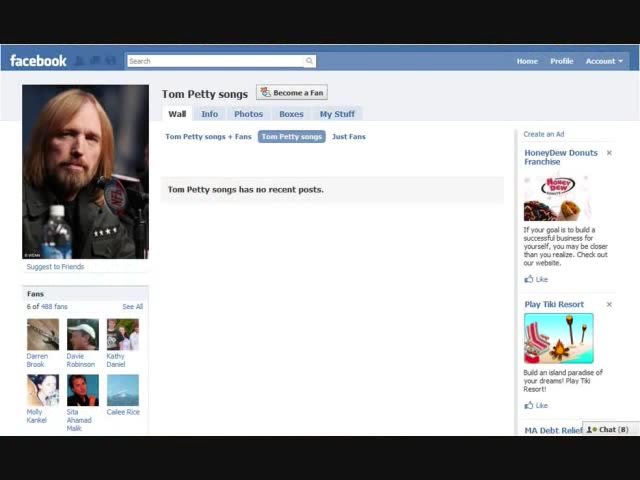 facebook
Search
Home Profile Account
Tom Petty songs
Become a Fan
Wall Info Photos Boxes My Stuff
Tom Petty songs + Fans Tom Petty songs Just Fans
Tom Petty songs has no recent posts.
Suggest to Friends
Fans
6 of 488 fans See All
Darren Brook
Davie Robinson
Kathy Daniel
Molly Kankel
Sita Ahamad Malik
Cailee Rice
Create an Ad
HoneyDew Donuts
Franchise
HONEY
DEW
If your goal is to build a
successful business for
yourself, you may be closer
than you realize. Check out
our website.
Like
Play Tiki Resort
Build an island paradise of
your dreams! Play Tiki
Resort!
Like
MA Debt Relief
Chat (8)